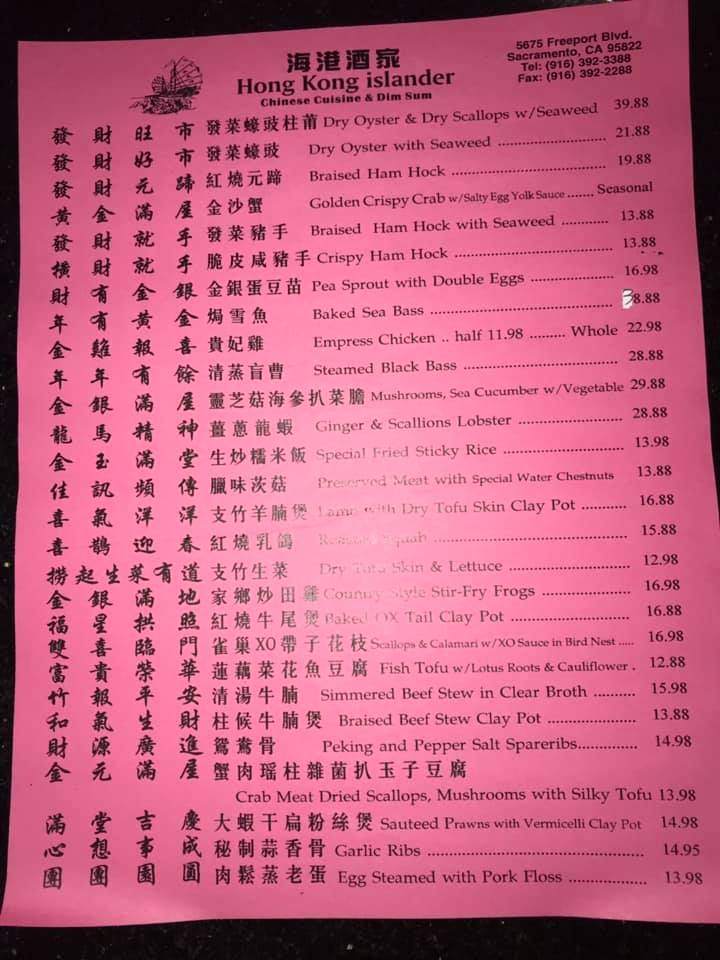 海港酒家
Hong Kong islander
Chinese Cuisine & Dim Sum
5675 Freeport Blvd.
Sacramento, CA 95822
Tel: (916) 392-3388
Fax: (916) 392-2288
發財旺市 發菜蠔豉柱莆 Dry Oyster & Dry Scallops w/Seaweed 39.88
發財好市 發菜蠔豉 Dry Oyster with Seaweed 21.88
發財元蹄 紅燒元蹄 Braised Ham Hock 19.88
黃金滿屋 金沙蟹 Golden Crispy Crab w/Salty Egg Yolk Sauce Seasonal
發財就手 發菜豬手 Braised Ham Hock with Seaweed 13.88
橫財就手 脆皮咸豬手 Crispy Ham Hock 13.88
財有金銀 金銀蛋豆苗 Pea Sprout with Double Eggs 16.98
年有黃金 焗雪魚 Baked Sea Bass 38.88
金雞報喜 貴妃雞 Empress Chicken .. half 11.98 Whole 22.98
年年有餘 清蒸盲曹 Steamed Black Bass 28.88
金銀滿屋 靈芝菇海參扒菜膽 Mushrooms, Sea Cucumber w/Vegetable 29.88
龍馬精神 薑蔥龍蝦 Ginger & Scallions Lobster 28.88
金玉滿堂 生炒糯米飯 Special Fried Sticky Rice 13.98
佳訊頻傳 臘味茨菇 Preserved Meat with Special Water Chestnuts 13.88
喜氣洋洋 支竹羊腩煲 Lamb with Dry Tofu Skin Clay Pot 16.88
喜鵲迎春 紅燒乳鴿 Roasted Squab 15.88
撈起生菜有道 支竹生菜 Dry Tofu Skin & Lettuce 12.98
金銀滿地 家鄉炒田雞 Country Style Stir-Fry Frogs 16.98
福星拱照 紅燒牛尾煲 Baked OX Tail Clay Pot 16.88
雙喜臨門 雀巢XO帶子花枝 Scallops & Calamari w/XO Sauce in Bird Nest 16.98
富貴榮華 蓮藕菜花魚豆腐 Fish Tofu w/Lotus Roots & Cauliflower 12.88
竹報平安 清湯牛腩 Simmered Beef Stew in Clear Broth 15.98
和氣生財 柱候牛腩煲 Braised Beef Stew Clay Pot 13.88
財源廣進 鴛鴦骨 Peking and Pepper Salt Spareribs 14.98
金元滿屋 蟹肉瑶柱雜菌扒玉子豆腐
Crab Meat Dried Scallops, Mushrooms with Silky Tofu 13.98
滿堂吉慶 大蝦干扁粉絲煲 Sauteed Prawns with Vermicelli Clay Pot 14.98
心想事成 秘制蒜香骨 Garlic Ribs 14.95
團團圓圓 肉鬆蒸老蛋 Egg Steamed with Pork Floss 13.98